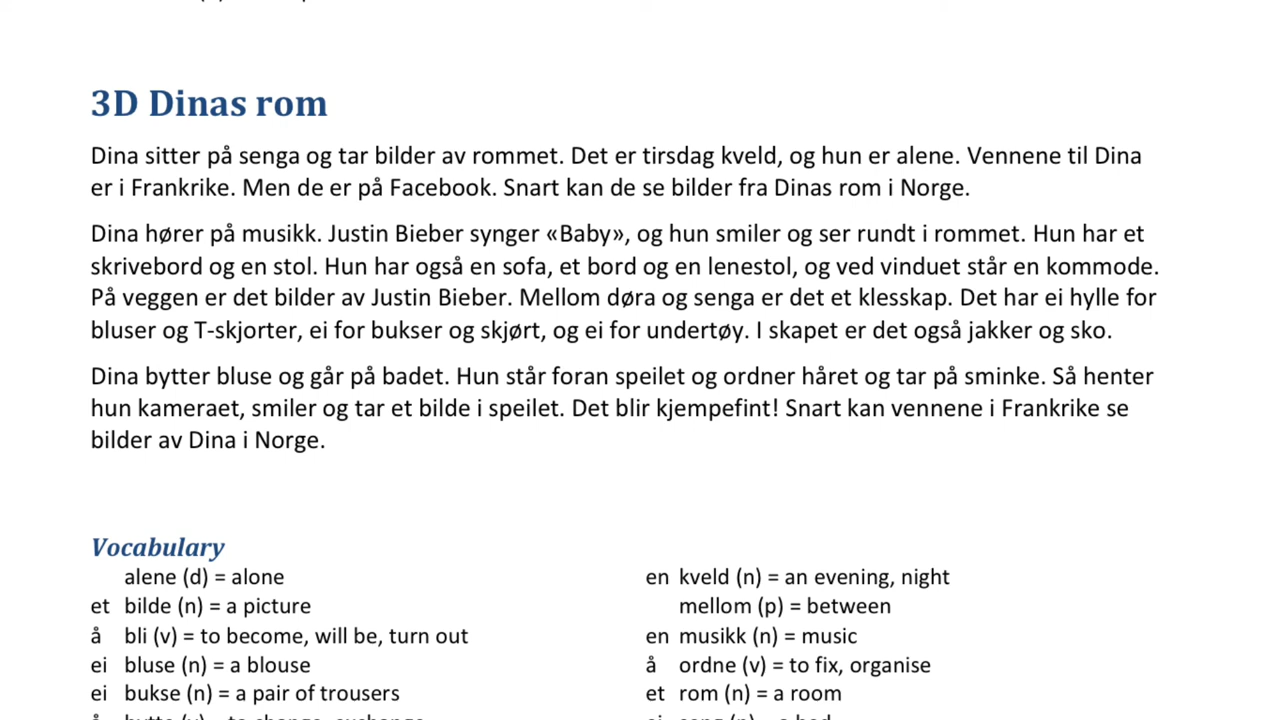 3D Dinas rom
Dina sitter på senga og tar bilder av rommet. Det er tirsdag kveld, og hun er alene. Vennene til Dina
er i Frankrike. Men de er på Facebook. Snart kan de se bilder fra Dinas rom i Norge.
Dina hører på musikk. Justin Bieber synger «Baby», og hun smiler og ser rundt i rommet. Hun har et
skrivebord og en stol. Hun har også en sofa, et bord og en lenestol, og ved vinduet står en kommode.
På veggen er det bilder av Justin Bieber. Mellom døra og senga er det et klesskap. Det har ei hylle for
bluser og T-skjorter, ei for bukser og skjørt, og ei for undertøy. I skapet er det også jakker og sko.
Dina bytter bluse og går på badet. Hun står foran speilet og ordner håret og tar på sminke. Så henter
hun kameraet, smiler og tar et bilde i speilet. Det blir kjempefint! Snart kan vennene i Frankrike se
bilder av Dina i Norge.
Vocabulary
alene (d) = alone
et bilde (n) = a picture
å bli (v) = to become, will be, turn out
ei bluse (n) = a blouse
ei bukse (n) = a pair of trousers
en kveld (n) = an evening, night
mellom (p) = between
en musikk (n) = music
å ordne (v) = to fix, organise
et rom (n) = a room